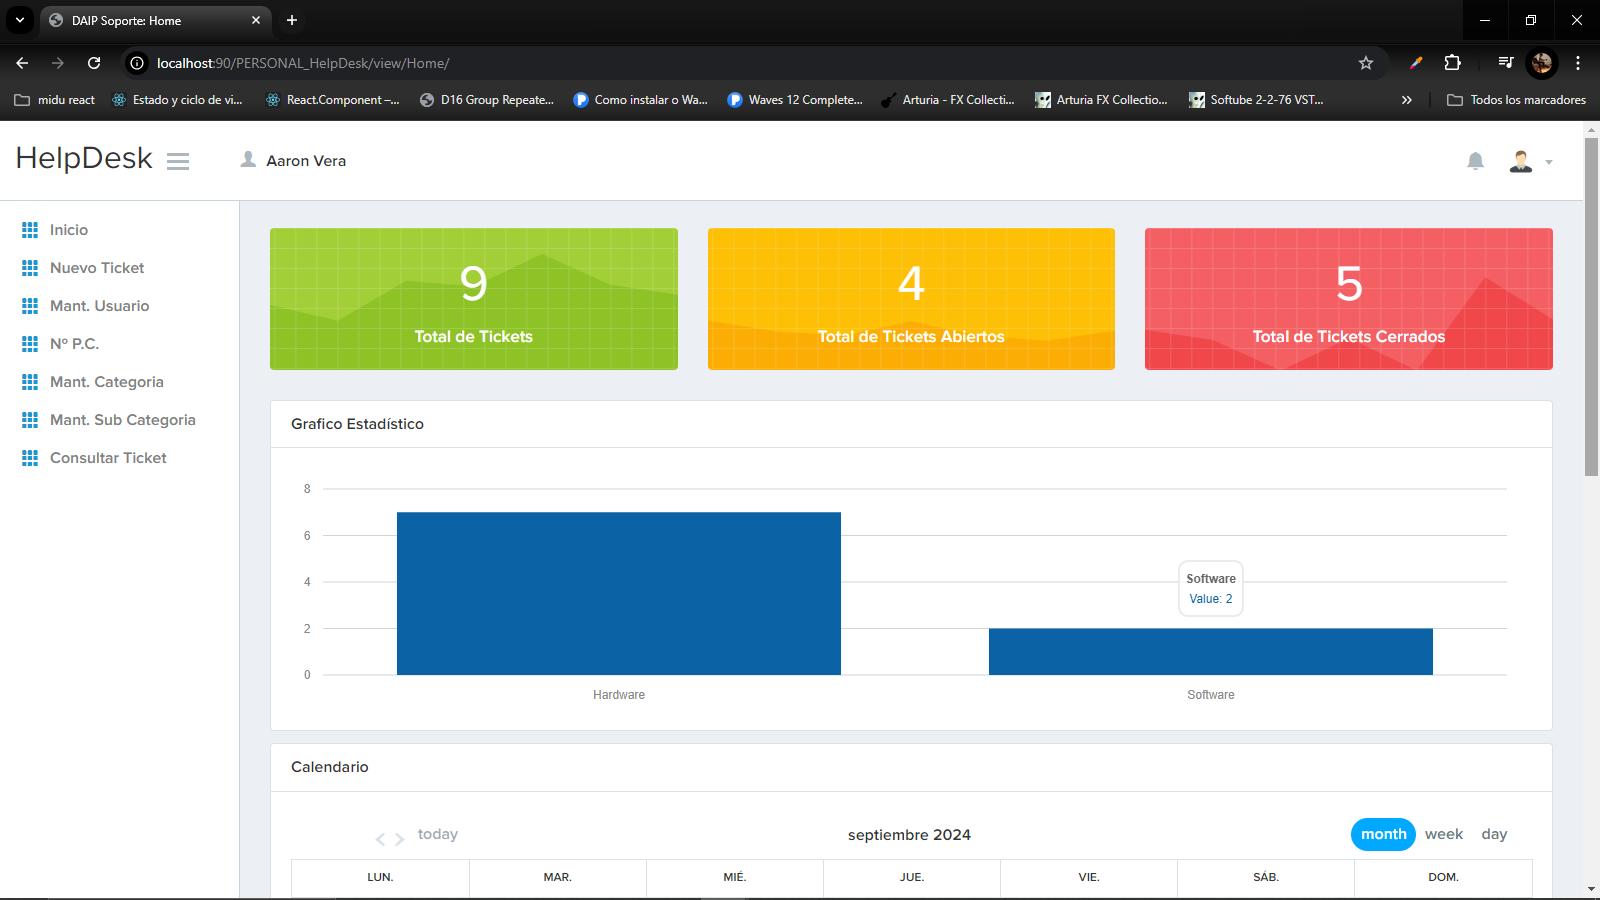 DAIP Soporte: Home
localhost:90/PERSONAL_HelpDesk/view/Home/
midu react
Estado y ciclo de vi...
React.Component –...
D16 Group Repeate...
Como instalar o Wa...
Waves 12 Complete...
Arturia - FX Collecti...
Arturia FX Collectio...
Softube 2-2-76 VST...
Todos los marcadores
HelpDesk
Aaron Vera
Inicio
Nuevo Ticket
Mant. Usuario
Nº P.C.
Mant. Categoria
Mant. Sub Categoria
Consultar Ticket
9
Total de Tickets
4
Total de Tickets Abiertos
5
Total de Tickets Cerrados
Grafico Estadístico
8
6
4
2
0
Software
Value: 2
Hardware
Software
Calendario
today
septiembre 2024
month week day
LUN. MAR. MIÉ. JUE. VIE. SÁB. DOM.